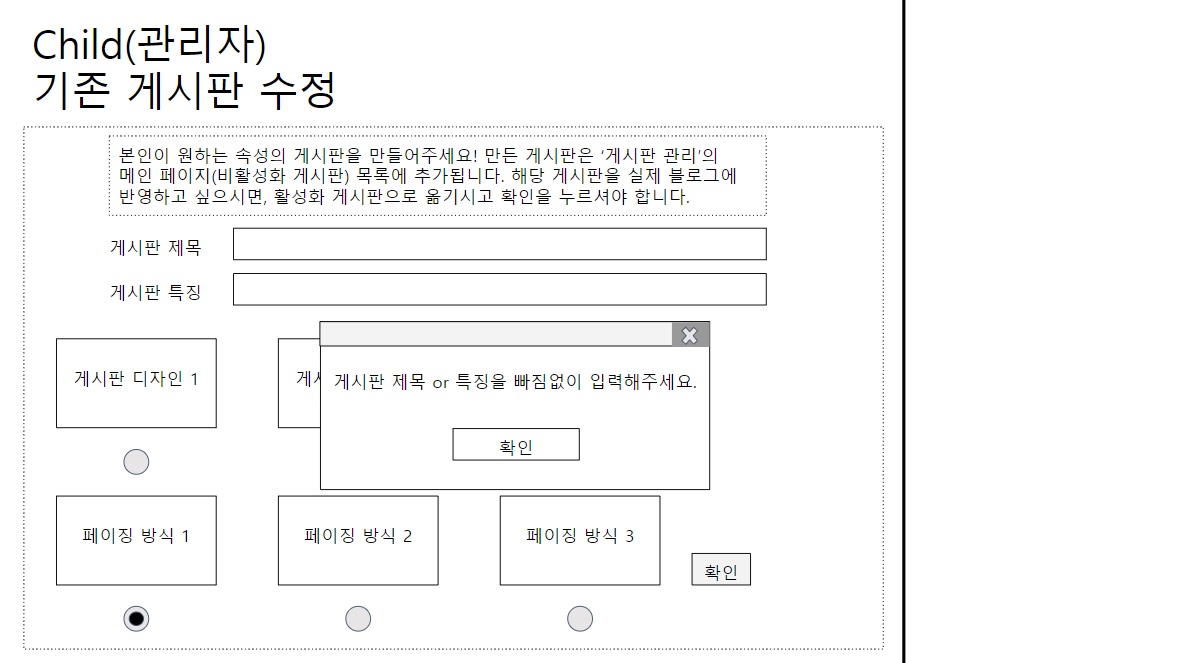 Child(관리자)
기존 게시판 수정
본인이 원하는 속성의 게시판을 만들어주세요! 만든 게시판은 ‘게시판 관리’의
메인 페이지(비활성화 게시판) 목록에 추가됩니다. 해당 게시판을 실제 블로그에
반영하고 싶으시면, 활성화 게시판으로 옮기시고 확인을 누르셔야 합니다.
게시판 제목
게시판 특징
게시판 디자인 1
게시판 제목 or 특징을 빠짐없이 입력해주세요.
확인
페이징 방식 1
페이징 방식 2
페이징 방식 3
확인